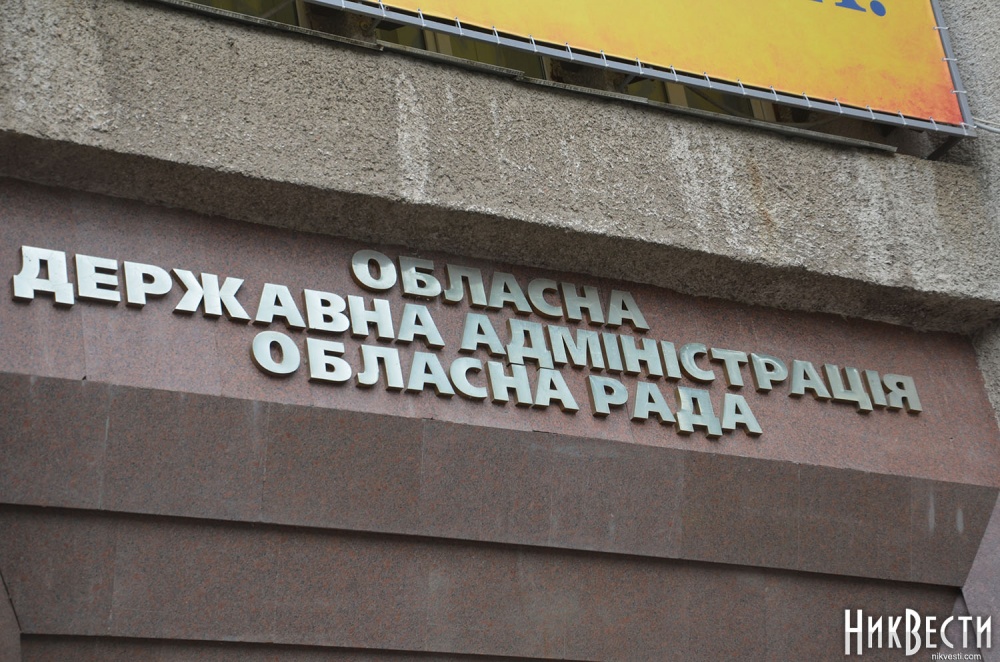 ОБЛАСНА
ДЕРЖАВНА АДМІНІСТРАЦІЯ
ОБЛАСНА РАДА
НикВести
nikvesti.com